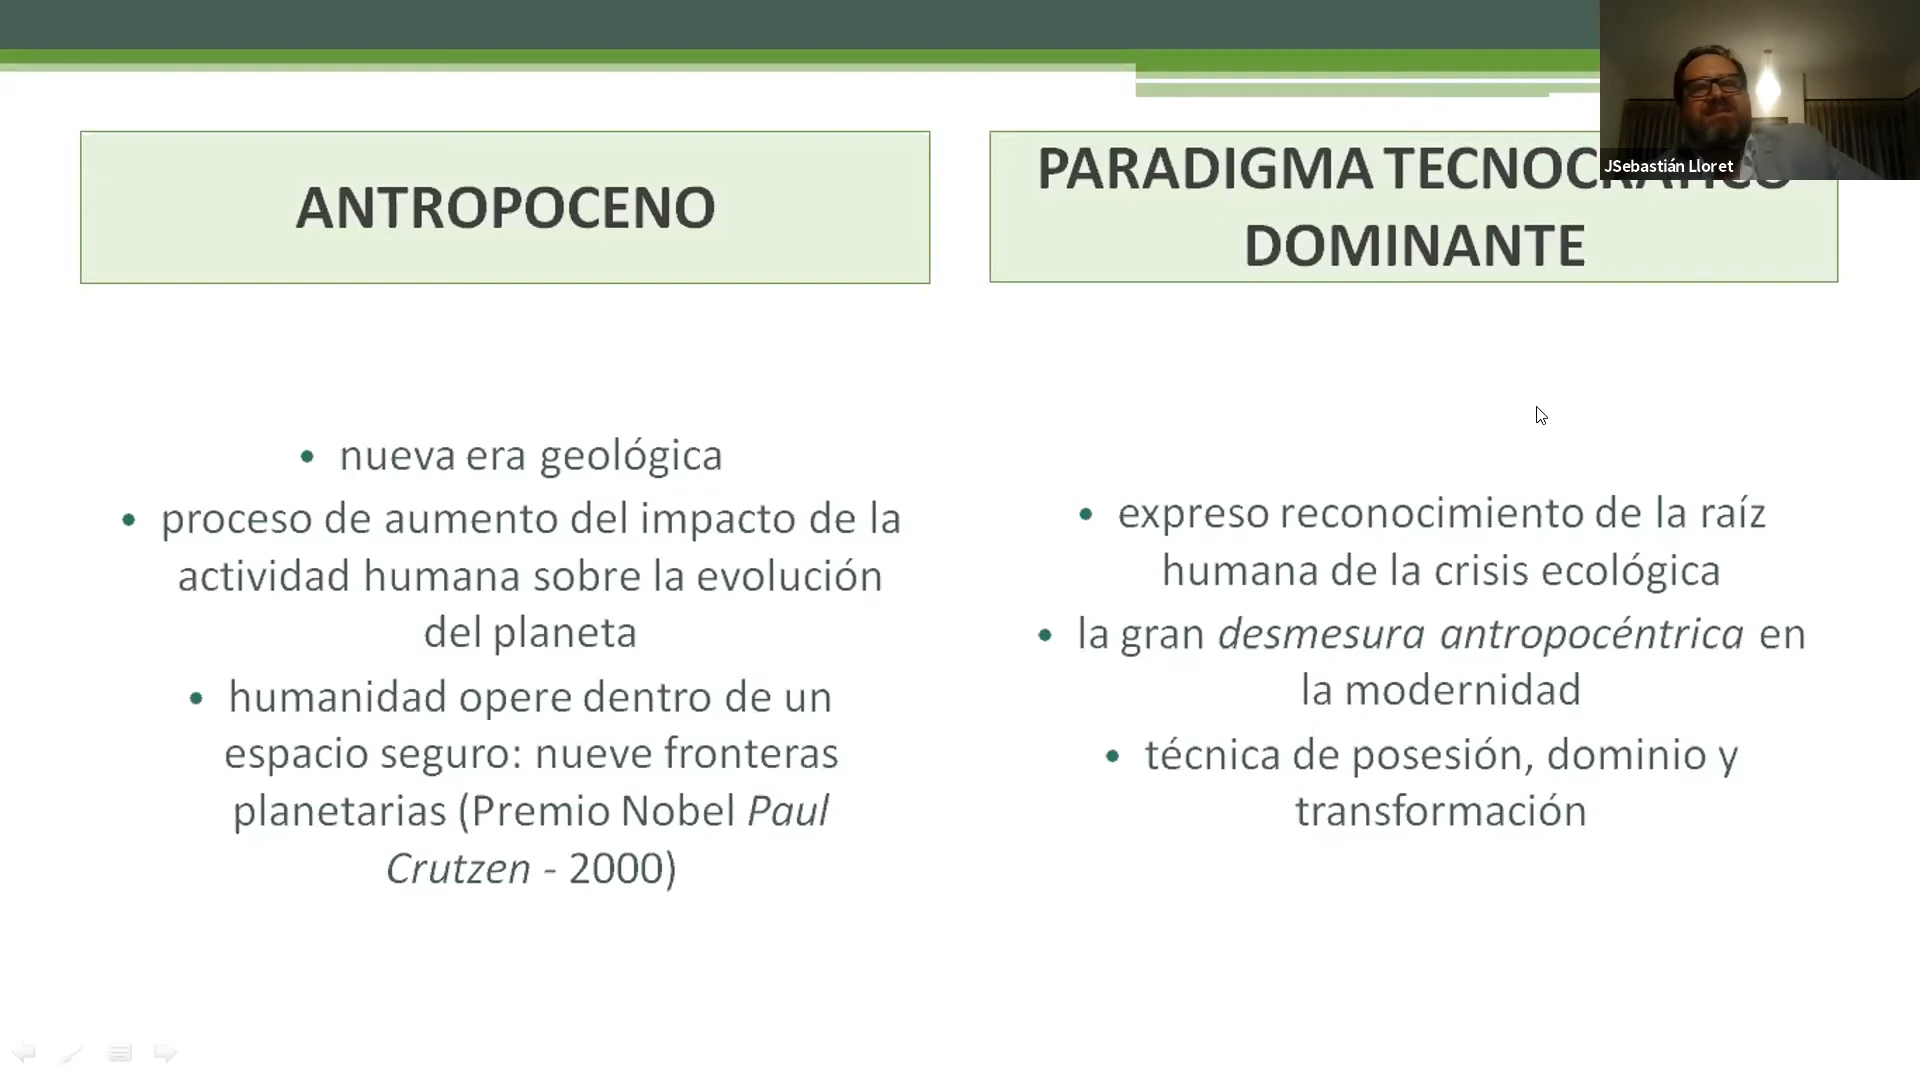 ANTROPOCENO
• nueva era geológica
• proceso de aumento del impacto de la
actividad humana sobre la evolución
del planeta
• humanidad opere dentro de un
espacio seguro: nueve fronteras
planetarias (Premio Nobel Paul
Crutzen - 2000)
PARADIGMA TECNOCRÁTICO
DOMINANTE
• expreso reconocimiento de la raíz
humana de la crisis ecológica
• la gran desmesura antropocéntrica en
la modernidad
• técnica de posesión, dominio y
transformación
JSebastián Lloret